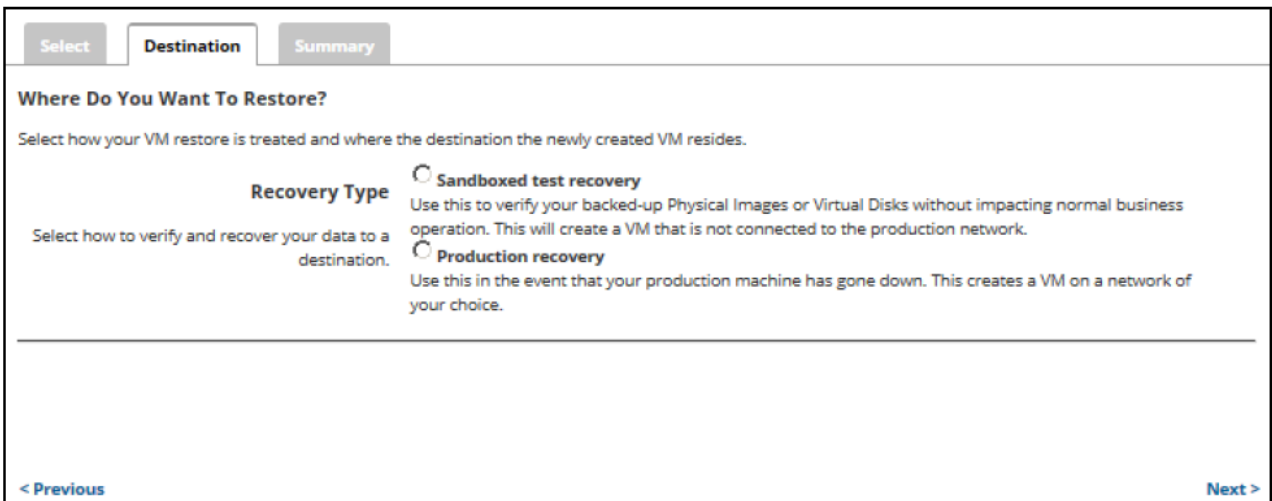 Select
Destination
Summary
Where Do You Want To Restore?
Select how your VM restore is treated and where the destination the newly created VM resides.
Recovery Type
Select how to verify and recover your data to a
destination.
Sandboxed test recovery
Use this to verify your backed-up Physical Images or Virtual Disks without impacting normal business
operation. This will create a VM that is not connected to the production network.
Production recovery
Use this in the event that your production machine has gone down. This creates a VM on a network of
your choice.
< Previous
Next >